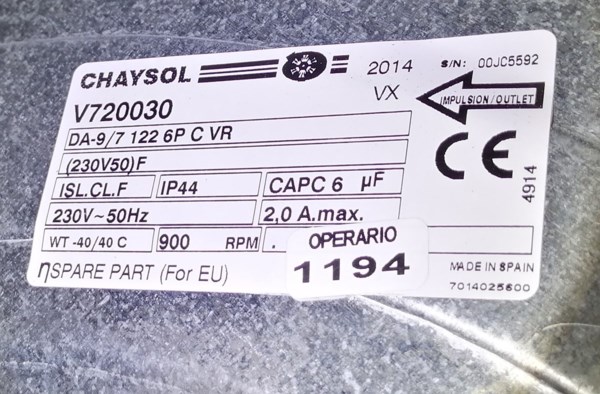 CHAYSOL 2014 S/N: 00JC5592
V720030 VX IMPULSION/OUTLET
DA-9/7 122 6P C VR
(230V50)F
ISL.CL.F IP44 CAPC 6 µF
CE 4914
230V~50Hz 2,0 A.max.
WT -40/40 C 900 RPM .
OPERARIO
1194
ηSPARE PART (For EU)
MADE IN SPAIN
7014025600